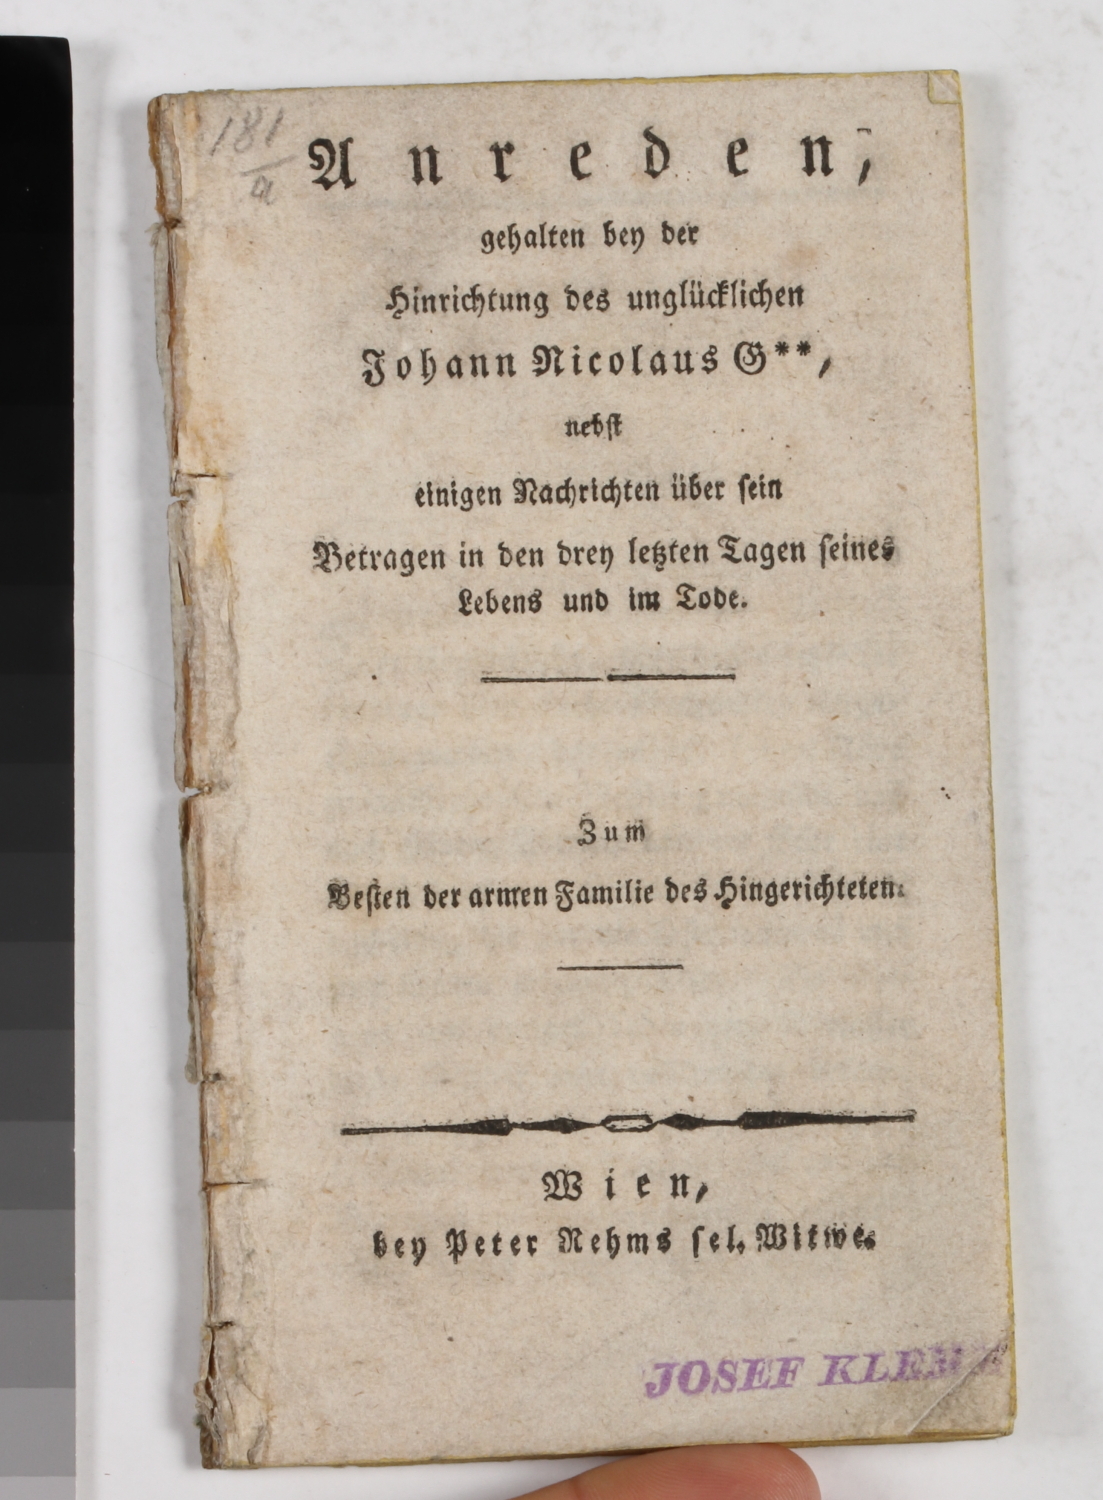 181
a
Anreden,
gehalten bey der
Hinrichtung des unglücklichen
Johann Nicolaus G**,
nebst
einigen Nachrichten über sein
Betragen in den drey letzten Tagen seines
Lebens und im Tode.
Zum
Besten der armen Familie des Hingerichteten.
Wien,
bey Peter Rehms sel. Witwe.
JOSEF